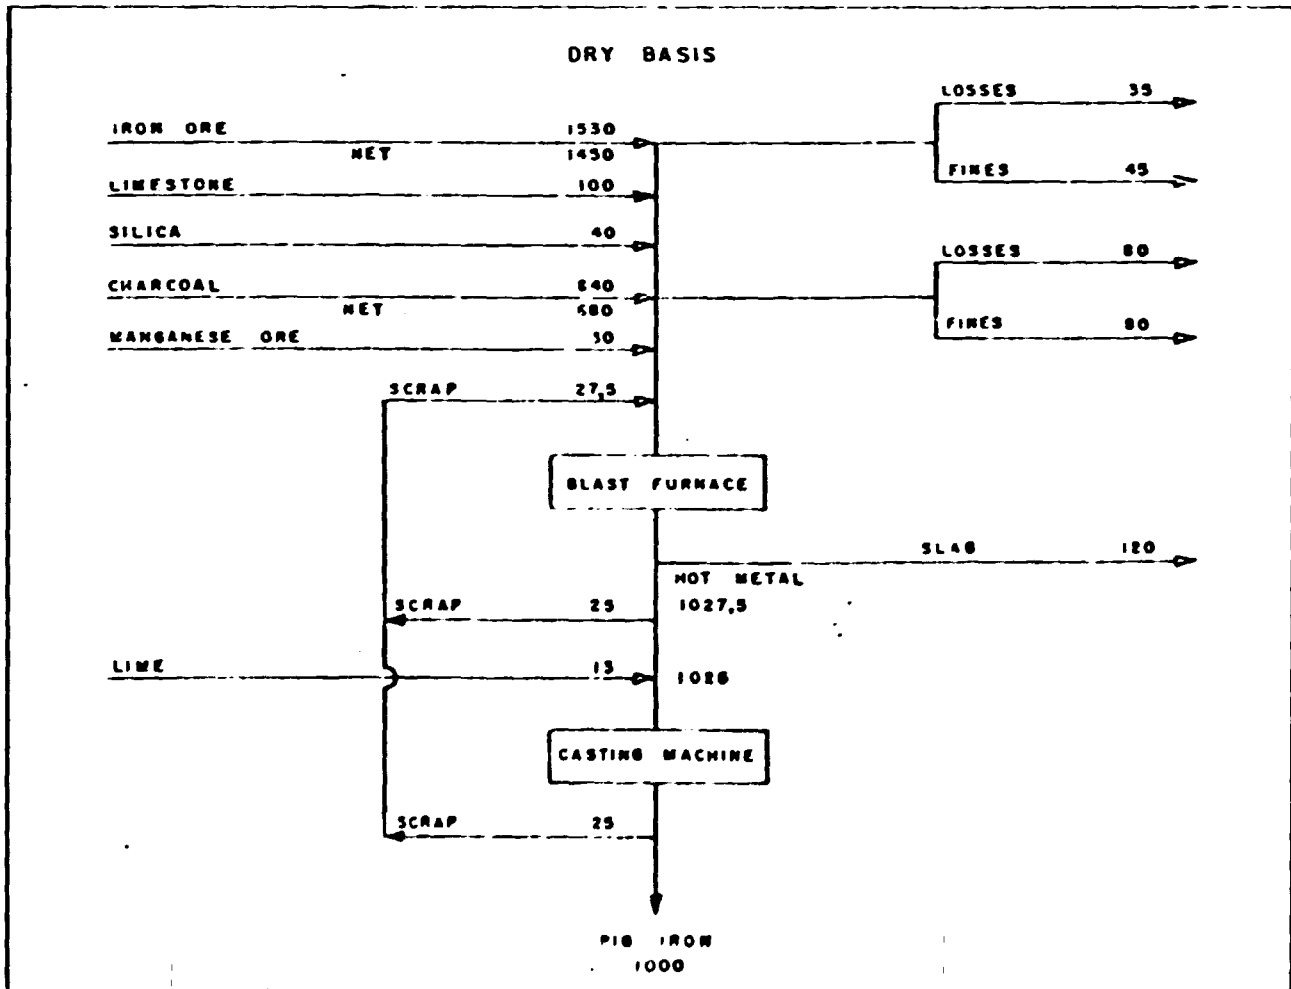 DRY BASIS
LOSSES 35
IRON ORE 1530
NET 1450
FINES 45
LIMESTONE 100
SILICA 40
LOSSES 80
CHARCOAL 840
NET 680
FINES 80
MANGANESE ORE 30
SCRAP 27,5
BLAST FURNACE
SLAG 120
HOT METAL
SCRAP 25 1027,5
LIME 15 1026
CASTING MACHINE
SCRAP 25
PIG IRON
1000